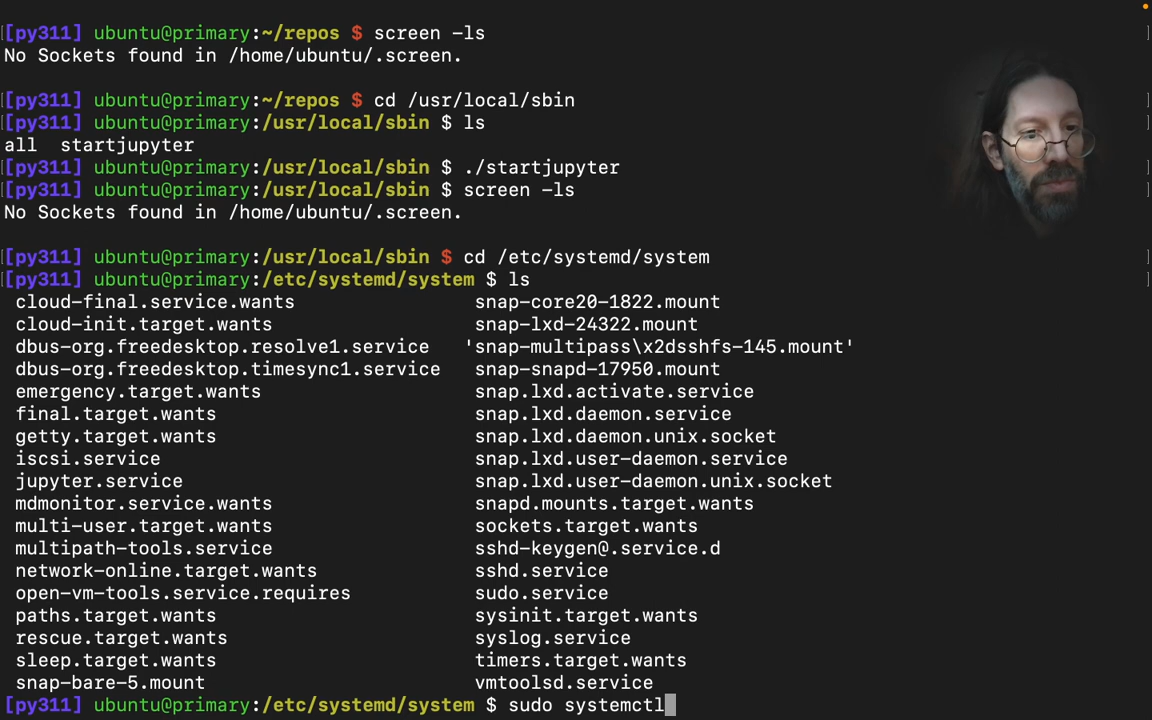 [py311] ubuntu@primary:~/repos $ screen -ls
No Sockets found in /home/ubuntu/.screen.
[py311] ubuntu@primary:~/repos $ cd /usr/local/sbin
[py311] ubuntu@primary:/usr/local/sbin $ ls
all  startjupyter
[py311] ubuntu@primary:/usr/local/sbin $ ./startjupyter
[py311] ubuntu@primary:/usr/local/sbin $ screen -ls
No Sockets found in /home/ubuntu/.screen.
[py311] ubuntu@primary:/usr/local/sbin $ cd /etc/systemd/system
[py311] ubuntu@primary:/etc/systemd/system $ ls
cloud-final.service.wants                snap-core20-1822.mount
cloud-init.target.wants                  snap-lxd-24322.mount
dbus-org.freedesktop.resolve1.service   'snap-multipass\x2dsshfs-145.mount'
dbus-org.freedesktop.timesync1.service   snap-snapd-17950.mount
emergency.target.wants                   snap.lxd.activate.service
final.target.wants                       snap.lxd.daemon.service
getty.target.wants                       snap.lxd.daemon.unix.socket
iscsi.service                            snap.lxd.user-daemon.service
jupyter.service                          snap.lxd.user-daemon.unix.socket
mdmonitor.service.wants                  snapd.mounts.target.wants
multi-user.target.wants                  sockets.target.wants
multipath-tools.service                  sshd-keygen@.service.d
network-online.target.wants              sshd.service
open-vm-tools.service.requires           sudo.service
paths.target.wants                       sysinit.target.wants
rescue.target.wants                      syslog.service
sleep.target.wants                       timers.target.wants
snap-bare-5.mount                        vmtoolsd.service
[py311] ubuntu@primary:/etc/systemd/system $ sudo systemctl